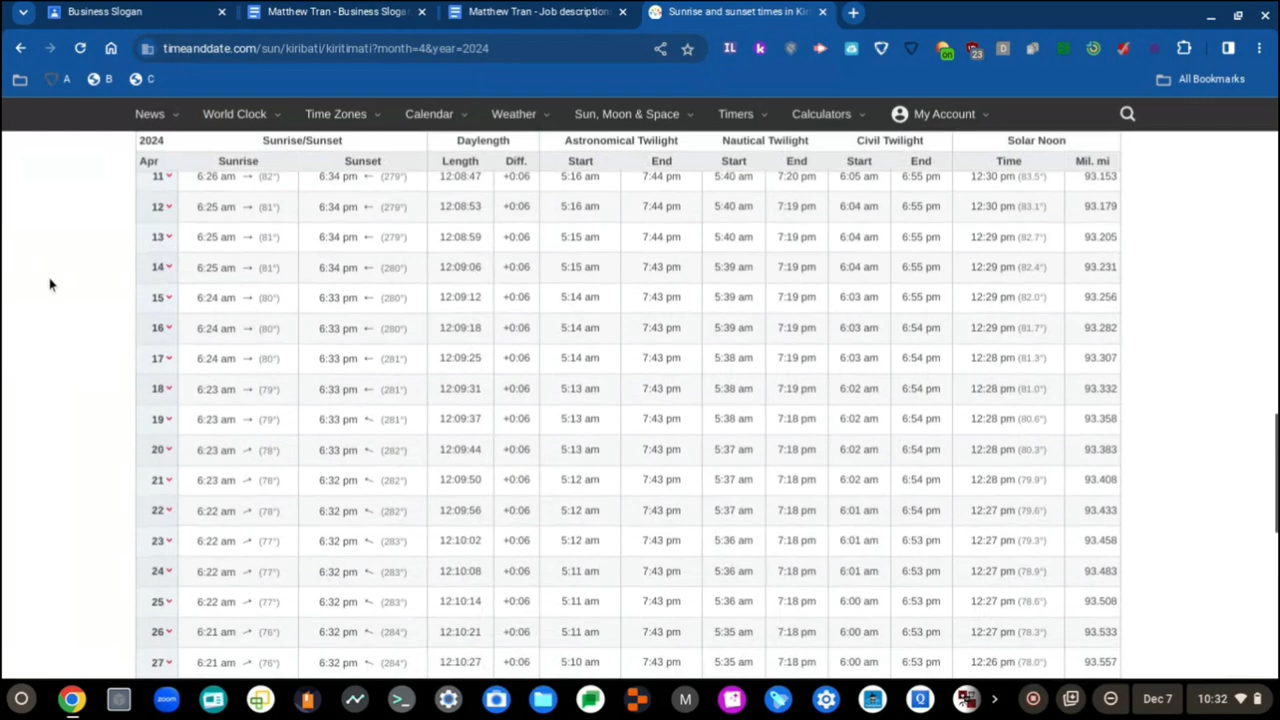 Business Slogan
Matthew Tran - Business Sloga
Matthew Tran - Job description
Sunrise and sunset times in Kir
timeanddate.com/sun/kiribati/kiritimati?month=4&year=2024
IL
k
on
23
D
A
B
C
All Bookmarks
News World Clock Time Zones Calendar Weather Sun, Moon & Space Timers Calculators My Account
2024 Sunrise/Sunset Daylength Astronomical Twilight Nautical Twilight Civil Twilight Solar Noon
Apr Sunrise Sunset Length Diff. Start End Start End Start End Time Mil. mi
11 6:26 am → (82°) 6:34 pm ← (279°) 12:08:47 +0:06 5:16 am 7:44 pm 5:40 am 7:20 pm 6:05 am 6:55 pm 12:30 pm (83.5°) 93.153
12 6:25 am → (81°) 6:34 pm ← (279°) 12:08:53 +0:06 5:16 am 7:44 pm 5:40 am 7:19 pm 6:04 am 6:55 pm 12:30 pm (83.1°) 93.179
13 6:25 am → (81°) 6:34 pm ← (279°) 12:08:59 +0:06 5:15 am 7:44 pm 5:40 am 7:19 pm 6:04 am 6:55 pm 12:29 pm (82.7°) 93.205
14 6:25 am → (81°) 6:34 pm ← (280°) 12:09:06 +0:06 5:15 am 7:43 pm 5:39 am 7:19 pm 6:04 am 6:55 pm 12:29 pm (82.4°) 93.231
15 6:24 am → (80°) 6:33 pm ← (280°) 12:09:12 +0:06 5:14 am 7:43 pm 5:39 am 7:19 pm 6:03 am 6:55 pm 12:29 pm (82.0°) 93.256
16 6:24 am → (80°) 6:33 pm ← (280°) 12:09:18 +0:06 5:14 am 7:43 pm 5:39 am 7:19 pm 6:03 am 6:54 pm 12:29 pm (81.7°) 93.282
17 6:24 am → (80°) 6:33 pm ← (281°) 12:09:25 +0:06 5:14 am 7:43 pm 5:38 am 7:19 pm 6:03 am 6:54 pm 12:28 pm (81.3°) 93.307
18 6:23 am → (79°) 6:33 pm ← (281°) 12:09:31 +0:06 5:13 am 7:43 pm 5:38 am 7:19 pm 6:02 am 6:54 pm 12:28 pm (81.0°) 93.332
19 6:23 am → (79°) 6:33 pm ← (281°) 12:09:37 +0:06 5:13 am 7:43 pm 5:38 am 7:18 pm 6:02 am 6:54 pm 12:28 pm (80.6°) 93.358
20 6:23 am → (78°) 6:33 pm ← (282°) 12:09:44 +0:06 5:13 am 7:43 pm 5:37 am 7:18 pm 6:02 am 6:54 pm 12:28 pm (80.3°) 93.383
21 6:23 am → (78°) 6:32 pm ← (282°) 12:09:50 +0:06 5:12 am 7:43 pm 5:37 am 7:18 pm 6:02 am 6:54 pm 12:28 pm (79.9°) 93.408
22 6:22 am → (78°) 6:32 pm ← (282°) 12:09:56 +0:06 5:12 am 7:43 pm 5:37 am 7:18 pm 6:01 am 6:54 pm 12:27 pm (79.6°) 93.433
23 6:22 am → (77°) 6:32 pm ← (283°) 12:10:02 +0:06 5:12 am 7:43 pm 5:36 am 7:18 pm 6:01 am 6:53 pm 12:27 pm (79.3°) 93.458
24 6:22 am → (77°) 6:32 pm ← (283°) 12:10:08 +0:06 5:11 am 7:43 pm 5:36 am 7:18 pm 6:01 am 6:53 pm 12:27 pm (78.9°) 93.483
25 6:22 am → (77°) 6:32 pm ← (283°) 12:10:14 +0:06 5:11 am 7:43 pm 5:36 am 7:18 pm 6:00 am 6:53 pm 12:27 pm (78.6°) 93.508
26 6:21 am → (76°) 6:32 pm ← (284°) 12:10:21 +0:06 5:11 am 7:43 pm 5:35 am 7:18 pm 6:00 am 6:53 pm 12:27 pm (78.3°) 93.533
27 6:21 am → (76°) 6:32 pm ← (284°) 12:10:27 +0:06 5:10 am 7:43 pm 5:35 am 7:18 pm 6:00 am 6:53 pm 12:26 pm (78.0°) 93.557
zoom
M
Q
Dec 7
10:32